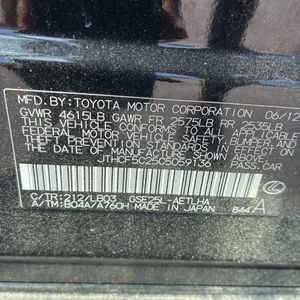 MFD. BY: TOYOTA MOTOR CORPORATION 06/12
GVWR 4615LB GAWR FR 2575LB RR 2535LB
THIS VEHICLE CONFORMS TO ALL APPLICABLE
FEDERAL MOTOR VEHICLE SAFETY, BUMPER AND
THEFT PREVENTION STANDARDS IN EFFECT ON
THE DATE OF MANUFACTURE SHOWN ABOVE.
JTHCF5C25C5059136 PASS. CAR
C/TR:212/LB03 GSE25L-AETLHA
A/TM:B04A/A760H MADE IN JAPAN 844 A